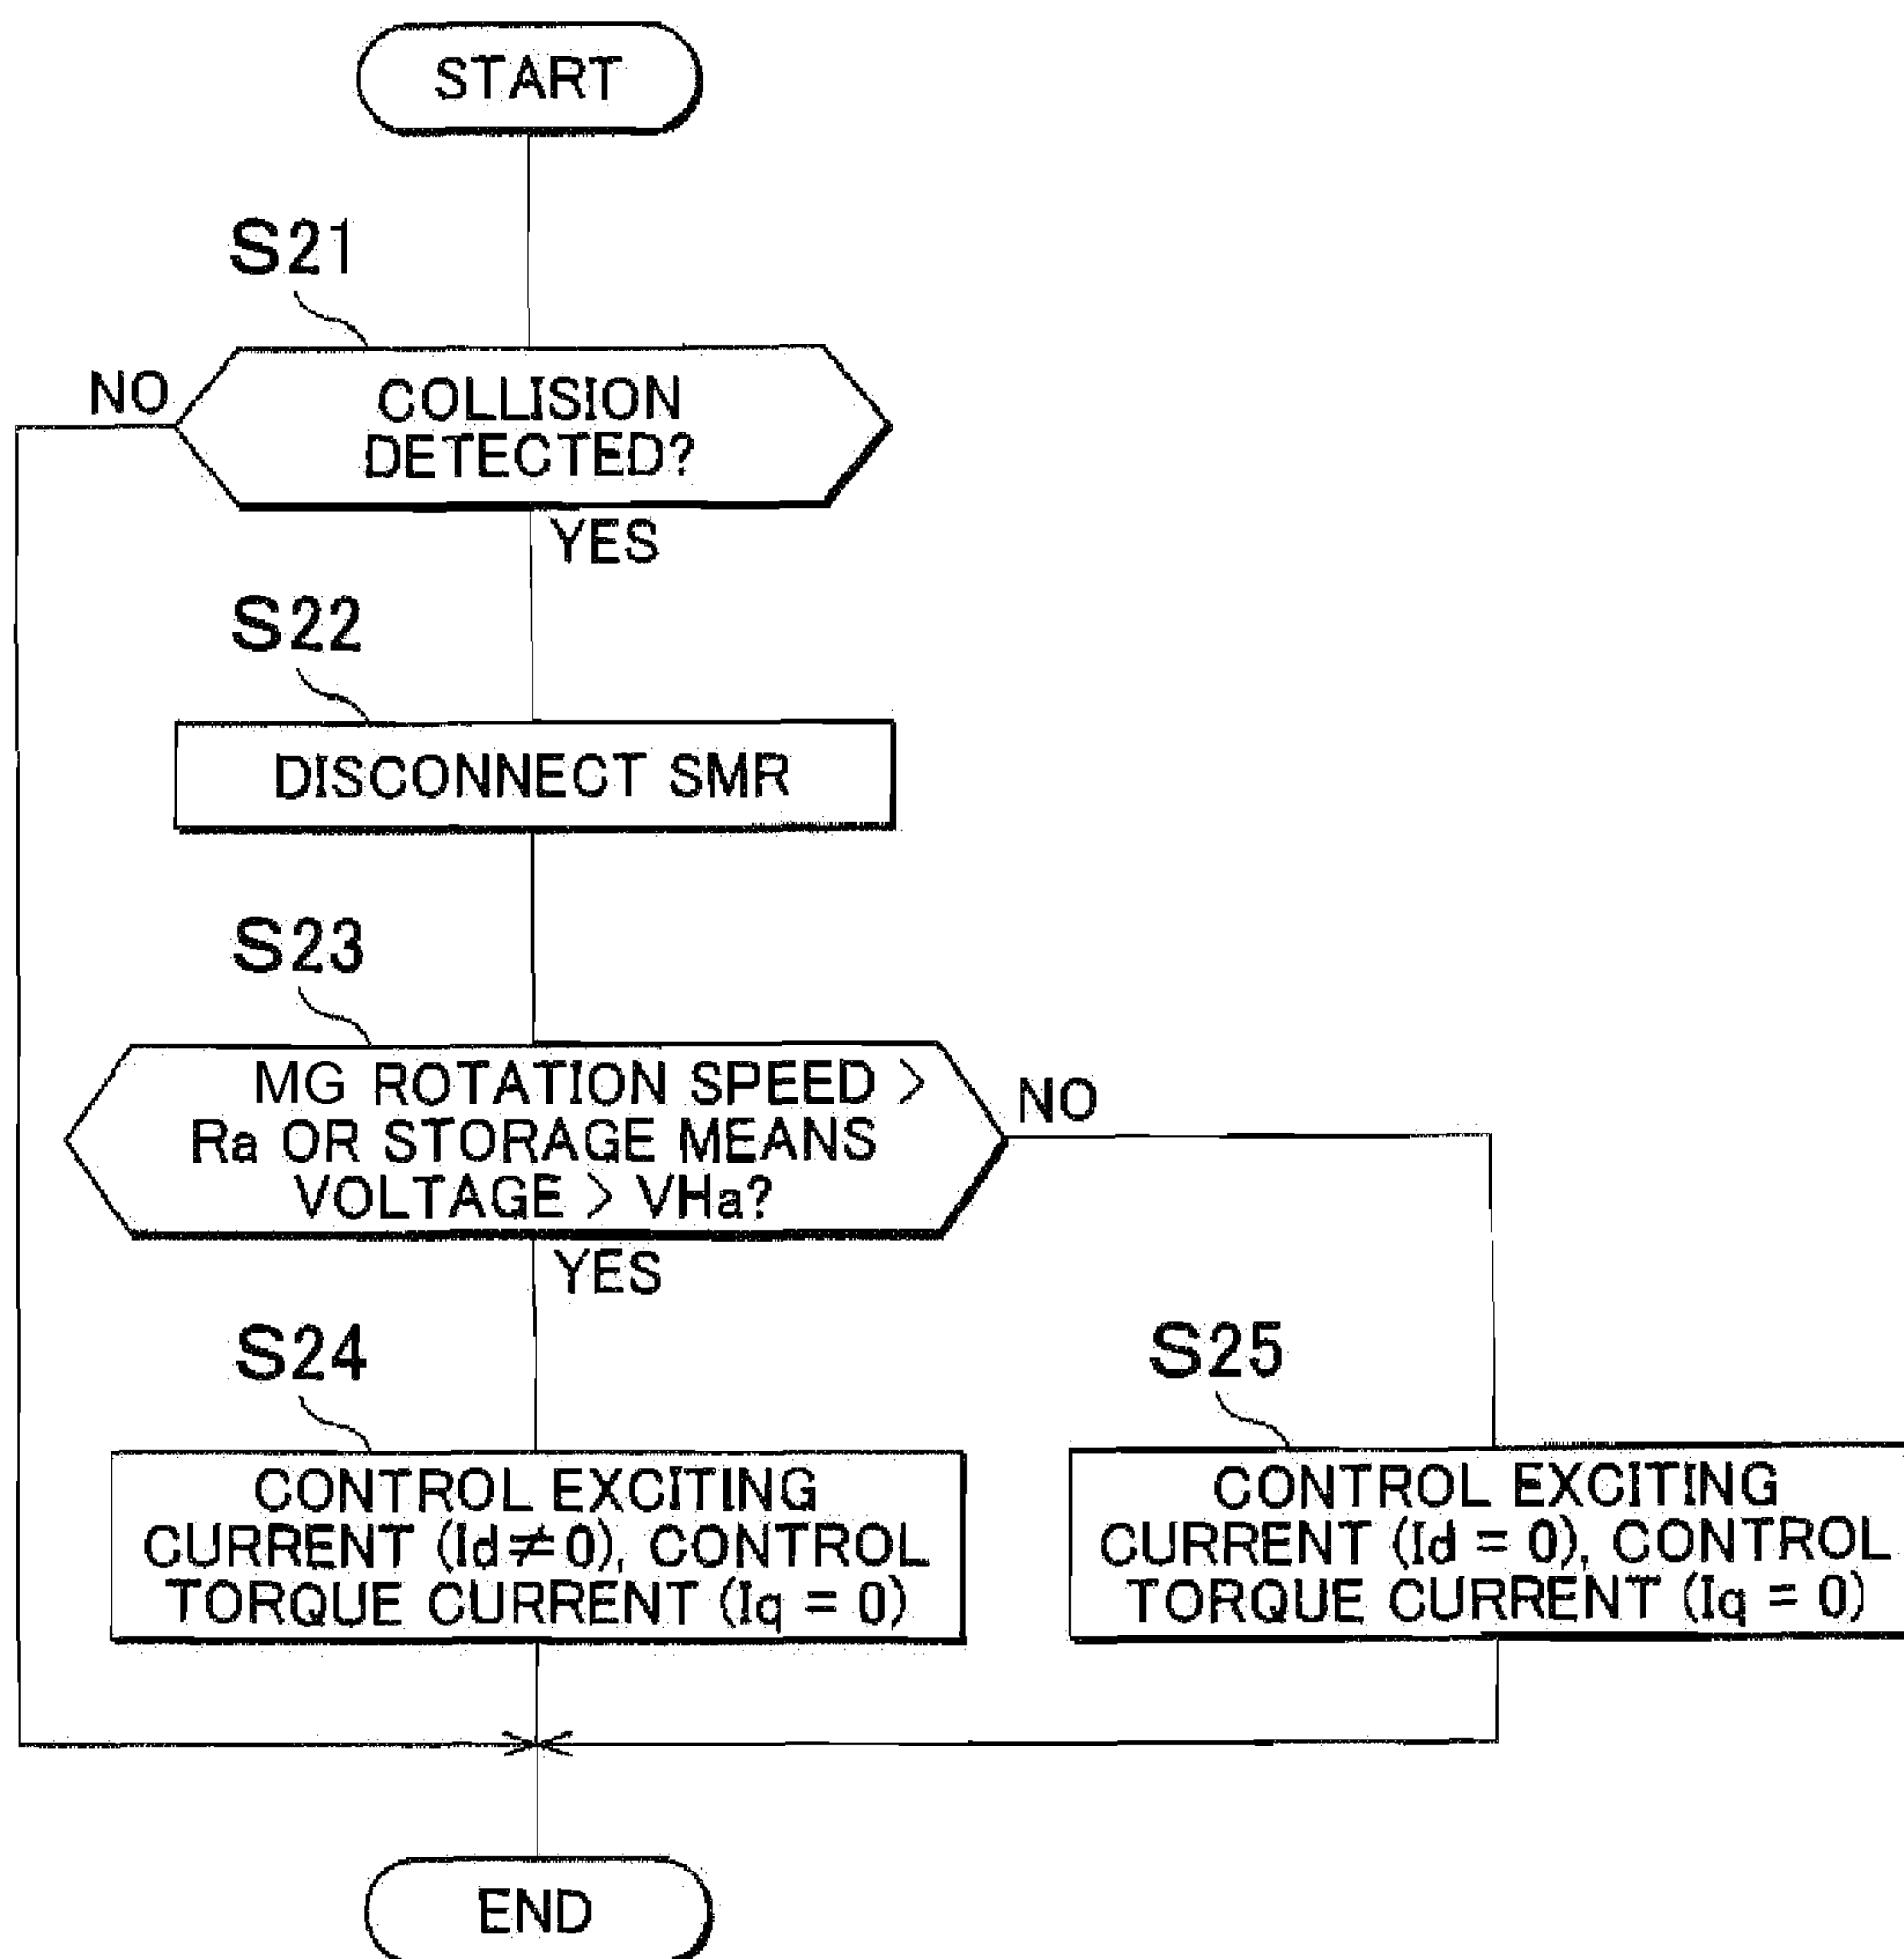 START
S21
NO
COLLISION
DETECTED?
YES
S22
DISCONNECT SMR
S23
MG ROTATION SPEED >
Ra OR STORAGE MEANS
VOLTAGE > VHa?
NO
YES
S24
CONTROL EXCITING
CURRENT (Id≠0), CONTROL
TORQUE CURRENT (Iq = 0)
S25
CONTROL EXCITING
CURRENT (Id = 0), CONTROL
TORQUE CURRENT (Iq = 0)
END